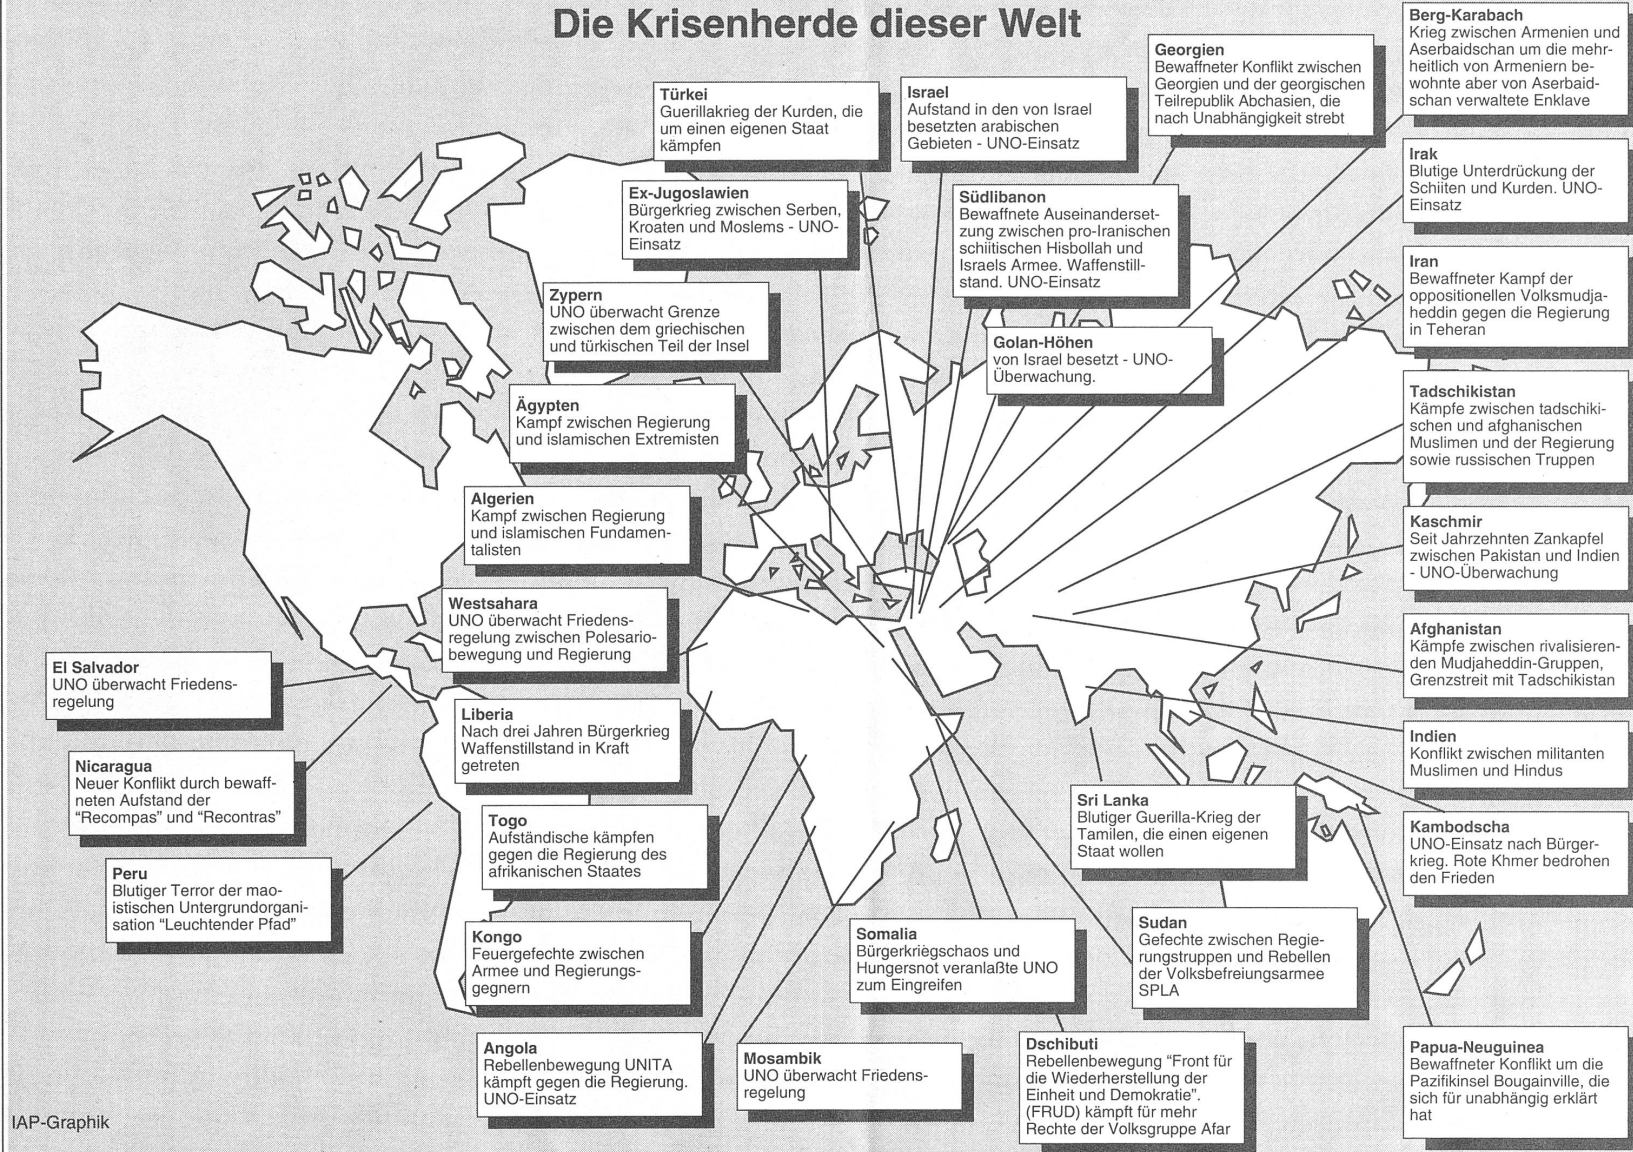 Die Krisenherde dieser Welt
Türkei
Guerillakrieg der Kurden, die
um einen eigenen Staat
kämpfen
Israel
Aufstand in den von Israel
besetzten arabischen
Gebieten - UNO-Einsatz
Georgien
Bewaffneter Konflikt zwischen
Georgien und der georgischen
Teilrepublik Abchasien, die
nach Unabhängigkeit strebt
Berg-Karabach
Krieg zwischen Armenien und
Aserbaidschan um die mehr-
heitlich von Armeniern be-
wohnte aber von Aserbaid-
schan verwaltete Enklave
Ex-Jugoslawien
Bürgerkrieg zwischen Serben,
Kroaten und Moslems - UNO-
Einsatz
Südlibanon
Bewaffnete Auseinanderset-
zung zwischen pro-Iranischen
schiitischen Hisbollah und
Israels Armee. Waffenstill-
stand. UNO-Einsatz
Irak
Blutige Unterdrückung der
Schiiten und Kurden. UNO-
Einsatz
Zypern
UNO überwacht Grenze
zwischen dem griechischen
und türkischen Teil der Insel
Golan-Höhen
von Israel besetzt - UNO-
Überwachung.
Iran
Bewaffneter Kampf der
oppositionellen Volksmudja-
heddin gegen die Regierung
in Teheran
Ägypten
Kampf zwischen Regierung
und islamischen Extremisten
Tadschikistan
Kämpfe zwischen tadschiki-
schen und afghanischen
Muslimen und der Regierung
sowie russischen Truppen
Algerien
Kampf zwischen Regierung
und islamischen Fundamen-
talisten
Kaschmir
Seit Jahrzehnten Zankapfel
zwischen Pakistan und Indien
- UNO-Überwachung
Westsahara
UNO überwacht Friedens-
regelung zwischen Polesario-
bewegung und Regierung
Afghanistan
Kämpfe zwischen rivalisieren-
den Mudjaheddin-Gruppen,
Grenzstreit mit Tadschikistan
El Salvador
UNO überwacht Friedens-
regelung
Liberia
Nach drei Jahren Bürgerkrieg
Waffenstillstand in Kraft
getreten
Indien
Konflikt zwischen militanten
Muslimen und Hindus
Nicaragua
Neuer Konflikt durch bewaff-
neten Aufstand der
“Recompas” und “Recontras”
Togo
Aufständische kämpfen
gegen die Regierung des
afrikanischen Staates
Sri Lanka
Blutiger Guerilla-Krieg der
Tamilen, die einen eigenen
Staat wollen
Kambodscha
UNO-Einsatz nach Bürger-
krieg. Rote Khmer bedrohen
den Frieden
Peru
Blutiger Terror der mao-
istischen Untergrundorgani-
sation “Leuchtender Pfad”
Kongo
Feuergefechte zwischen
Armee und Regierungs-
gegnern
Somalia
Bürgerkriegschaos und
Hungersnot veranlaßte UNO
zum Eingreifen
Sudan
Gefechte zwischen Regie-
rungstruppen und Rebellen
der Volksbefreiungsarmee
SPLA
Angola
Rebellenbewegung UNITA
kämpft gegen die Regierung.
UNO-Einsatz
Mosambik
UNO überwacht Friedens-
regelung
Dschibuti
Rebellenbewegung “Front für
die Wiederherstellung der
Einheit und Demokratie”.
(FRUD) kämpft für mehr
Rechte der Volksgruppe Afar
Papua-Neuguinea
Bewaffneter Konflikt um die
Pazifikinsel Bougainville, die
sich für unabhängig erklärt
hat
IAP-Graphik